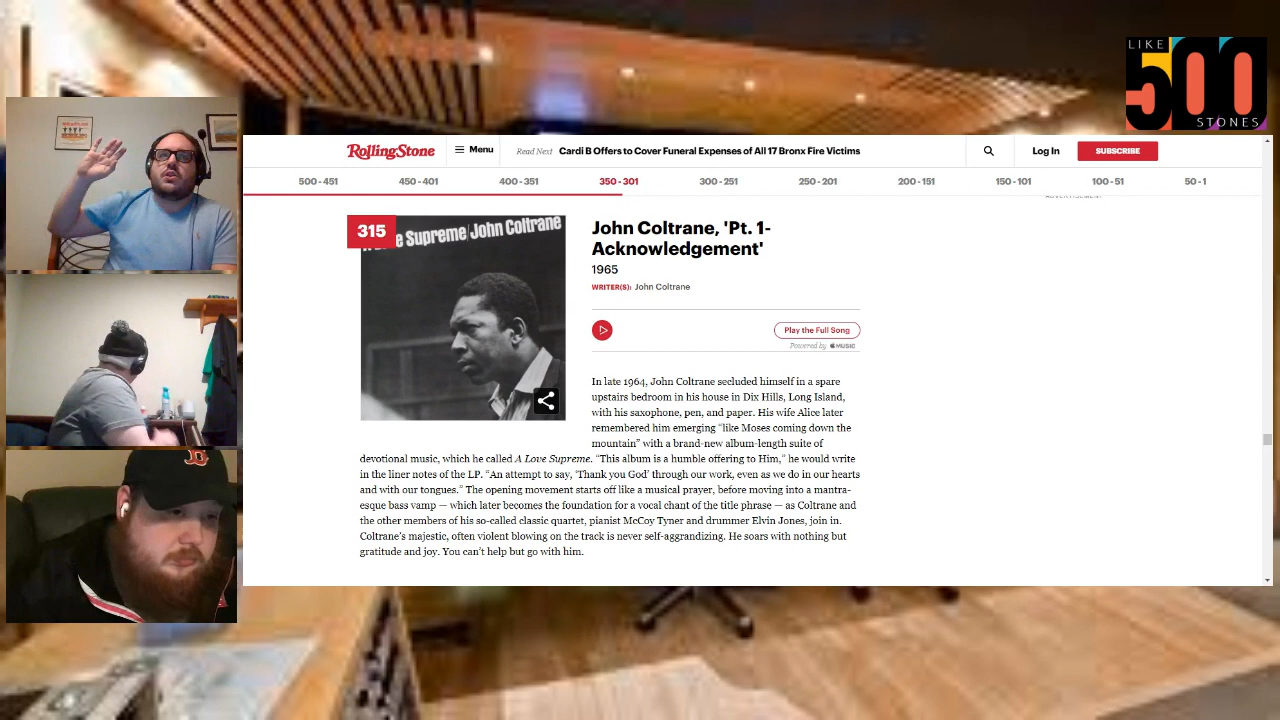 LIKE
500
STONES
RollingStone
Menu
Read Next Cardi B Offers to Cover Funeral Expenses of All 17 Bronx Fire Victims
Log In
SUBSCRIBE
500 - 451
450 - 401
400 - 351
350 - 301
300 - 251
250 - 201
200 - 151
150 - 101
100 - 51
50 - 1
ADVERTISEMENT
315
e Supreme/John Coltrane
John Coltrane, 'Pt. 1-
Acknowledgement'
1965
WRITER(S): John Coltrane
Play the Full Song
Powered by MUSIC
In late 1964, John Coltrane secluded himself in a spare
upstairs bedroom in his house in Dix Hills, Long Island,
with his saxophone, pen, and paper. His wife Alice later
remembered him emerging “like Moses coming down the
mountain” with a brand-new album-length suite of
devotional music, which he called A Love Supreme. “This album is a humble offering to Him,” he would write
in the liner notes of the LP. “An attempt to say, ‘Thank you God’ through our work, even as we do in our hearts
and with our tongues.” The opening movement starts off like a musical prayer, before moving into a mantra-
esque bass vamp — which later becomes the foundation for a vocal chant of the title phrase — as Coltrane and
the other members of his so-called classic quartet, pianist McCoy Tyner and drummer Elvin Jones, join in.
Coltrane’s majestic, often violent blowing on the track is never self-aggrandizing. He soars with nothing but
gratitude and joy. You can’t help but go with him.